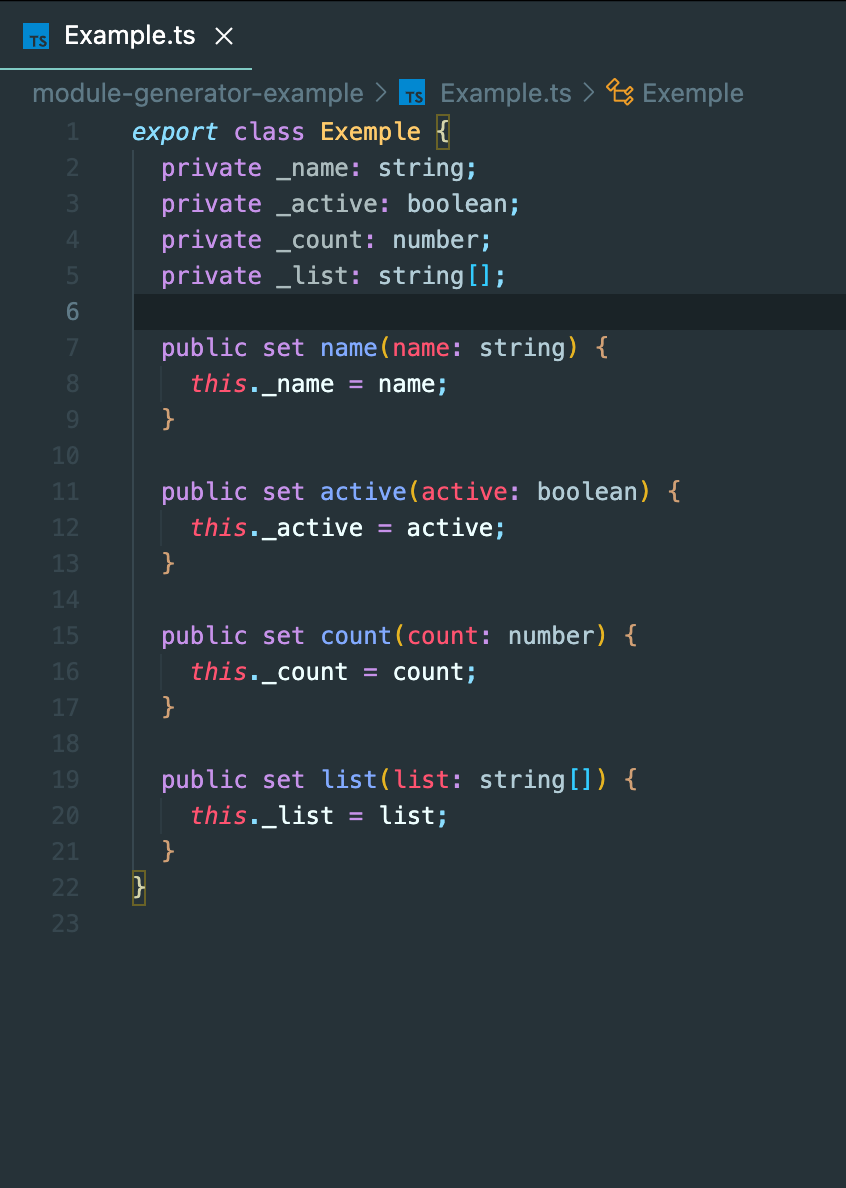 TS Example.ts ×
module-generator-example > TS Example.ts > Exemple
1 export class Exemple {
2   private _name: string;
3   private _active: boolean;
4   private _count: number;
5   private _list: string[];
6
7   public set name(name: string) {
8     this._name = name;
9   }
10
11   public set active(active: boolean) {
12     this._active = active;
13   }
14
15   public set count(count: number) {
16     this._count = count;
17   }
18
19   public set list(list: string[]) {
20     this._list = list;
21   }
22 }
23